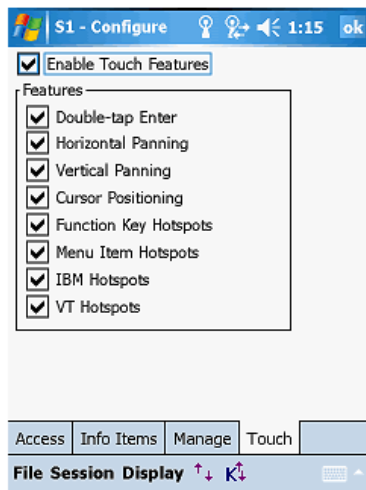 S1 - Configure 1:15 ok
Enable Touch Features
Features
Double-tap Enter
Horizontal Panning
Vertical Panning
Cursor Positioning
Function Key Hotspots
Menu Item Hotspots
IBM Hotspots
VT Hotspots
Access Info Items Manage Touch
File Session Display K